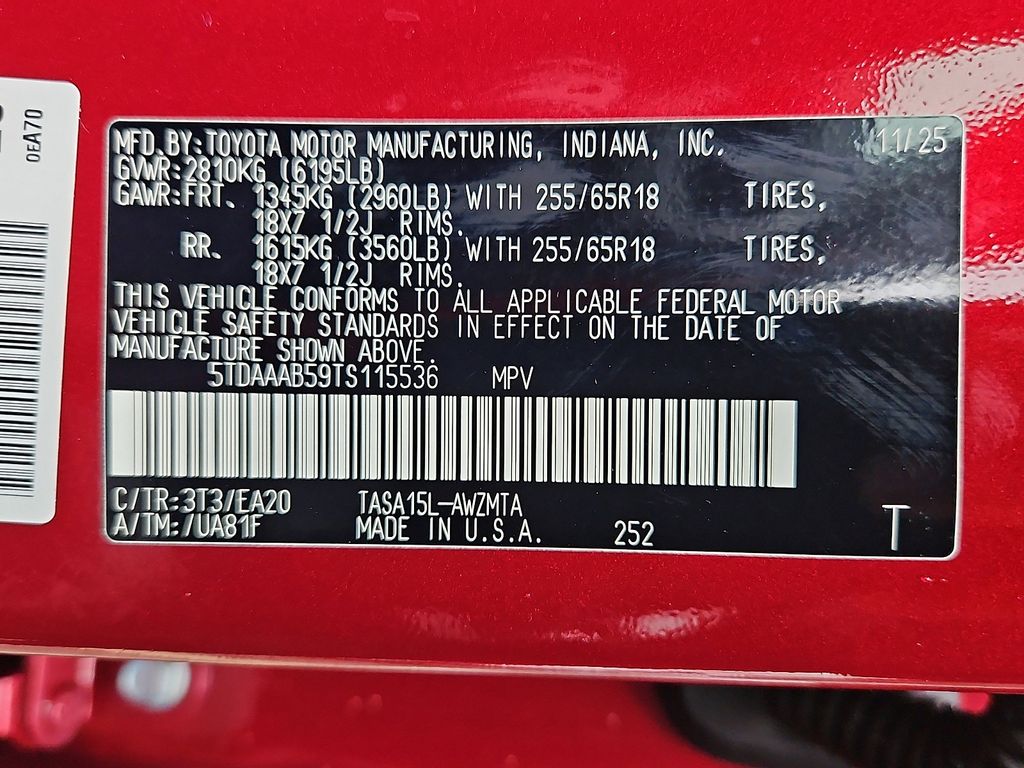 0EA70
MFD.BY:TOYOTA MOTOR MANUFACTURING, INDIANA, INC. 11/25
GVWR:2810KG (6195LB)
GAWR:FRT. 1345KG (2960LB) WITH 255/65R18 TIRES,
18X7 1/2J RIMS.
RR. 1615KG (3560LB) WITH 255/65R18 TIRES,
18X7 1/2J RIMS.
THIS VEHICLE CONFORMS TO ALL APPLICABLE FEDERAL MOTOR
VEHICLE SAFETY STANDARDS IN EFFECT ON THE DATE OF
MANUFACTURE SHOWN ABOVE.
5TDAAAB59TS115536 MPV
C/TR:3T3/EA20 TASA15L-AWZMTA
A/TM:/UA81F MADE IN U.S.A. 252 T